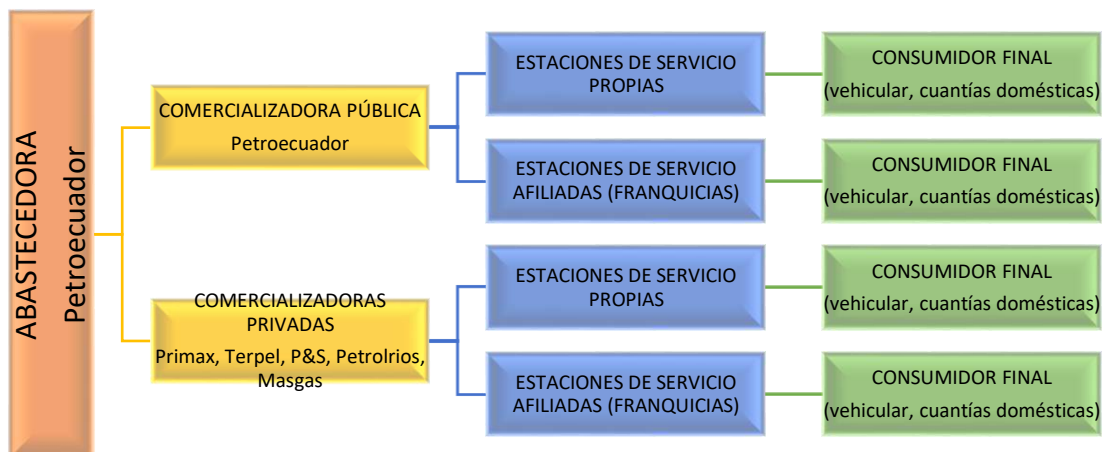 ABASTECEDORA
Petroecuador
COMERCIALIZADORA PÚBLICA
Petroecuador
ESTACIONES DE SERVICIO
PROPIAS
CONSUMIDOR FINAL
(vehicular, cuantías domésticas)
ESTACIONES DE SERVICIO
AFILIADAS (FRANQUICIAS)
CONSUMIDOR FINAL
(vehicular, cuantías domésticas)
COMERCIALIZADORAS
PRIVADAS
Primax, Terpel, P&S, Petrolrios,
Masgas
ESTACIONES DE SERVICIO
PROPIAS
CONSUMIDOR FINAL
(vehicular, cuantías domésticas)
ESTACIONES DE SERVICIO
AFILIADAS (FRANQUICIAS)
CONSUMIDOR FINAL
(vehicular, cuantías domésticas)